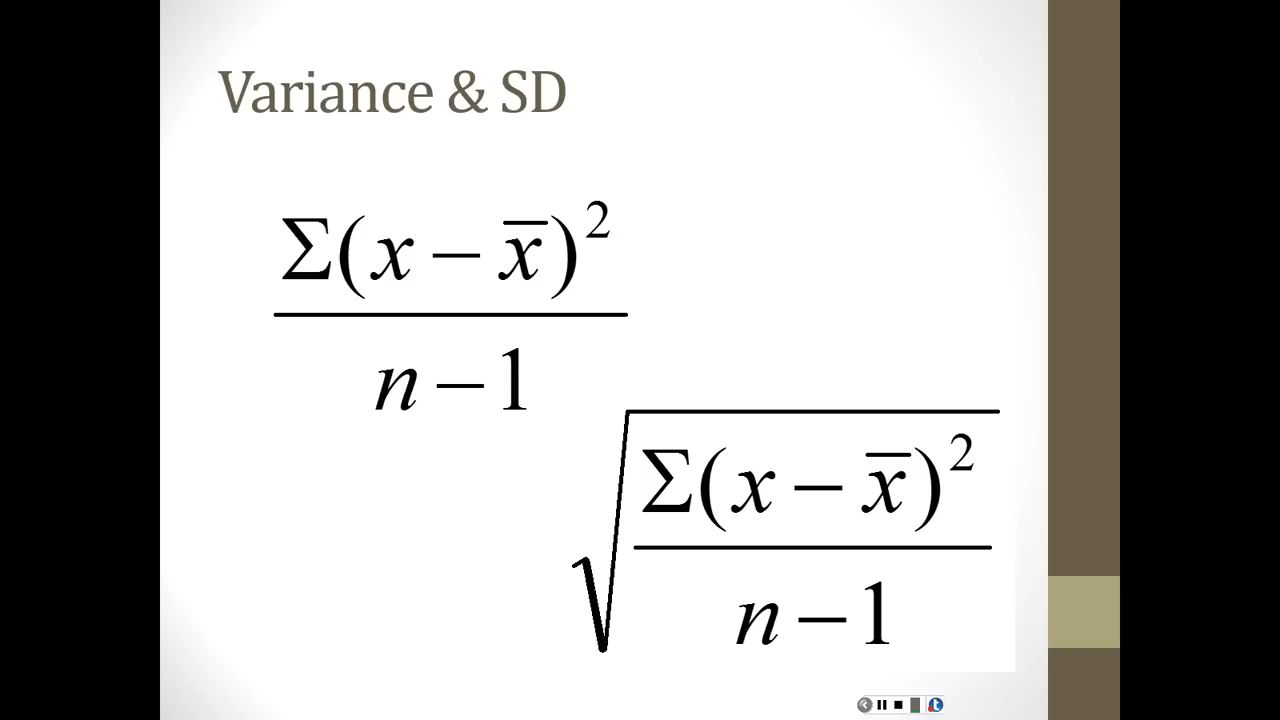 Variance & SD
Σ(x − x̅)²
n − 1
√Σ(x − x̅)²
n − 1